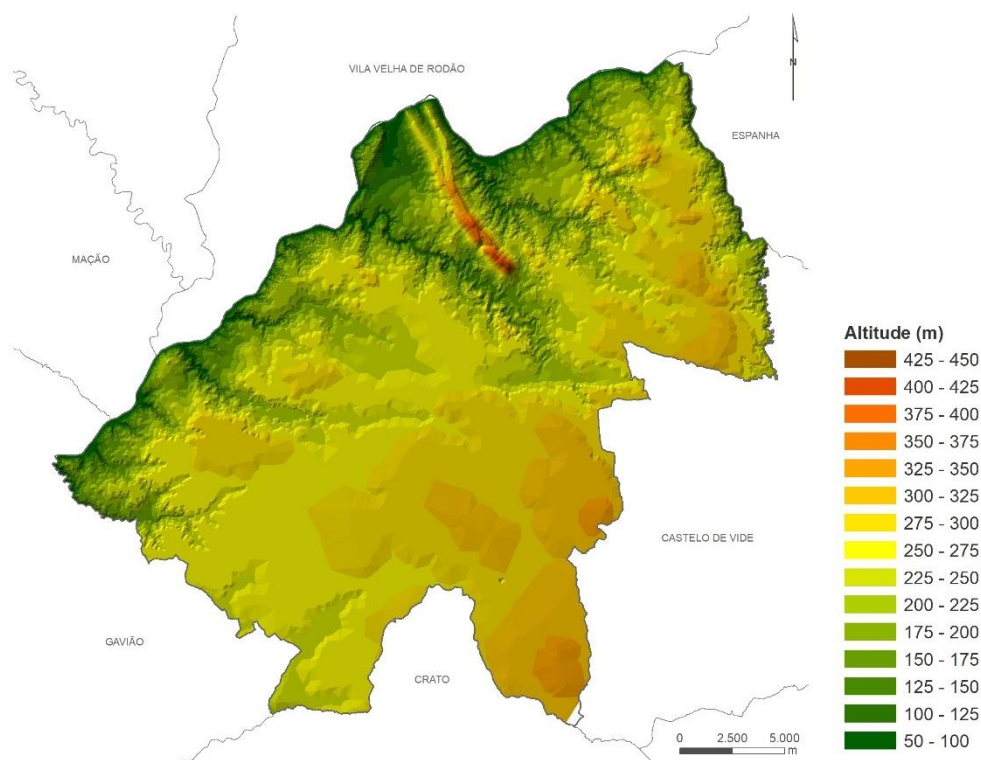 VILA VELHA DE RODÃO
N
ESPANHA
MAÇÃO
Altitude (m)
425 - 450
400 - 425
375 - 400
350 - 375
325 - 350
300 - 325
275 - 300
250 - 275
225 - 250
200 - 225
175 - 200
150 - 175
125 - 150
100 - 125
50 - 100
CASTELO DE VIDE
GAVIÃO
CRATO
0 2.500 5.000
m